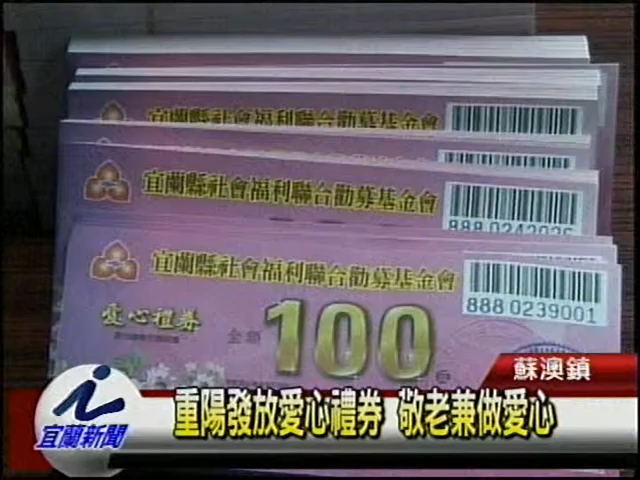 宜蘭縣社會福利聯合勸募基金會
宜蘭縣社會福利聯合勸募基金會
888 0242026
宜蘭縣社會福利聯合勸募基金會
888 0239001
愛心禮券
金額
100
蘇澳鎮
重陽發放愛心禮券 敬老兼做愛心
宜蘭新聞